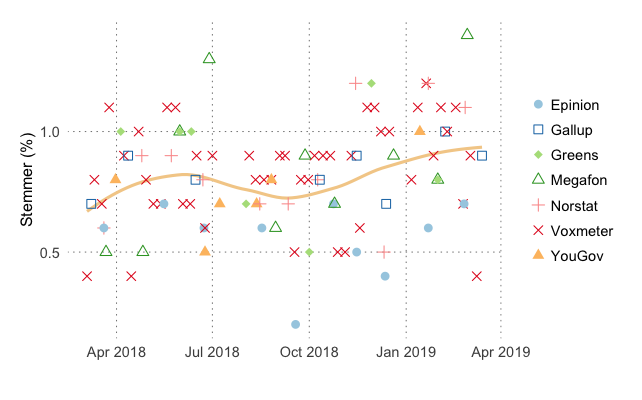 Stemmer (%)
1.0
0.5
Apr 2018
Jul 2018
Oct 2018
Jan 2019
Apr 2019
Epinion
Gallup
Greens
Megafon
Norstat
Voxmeter
YouGov